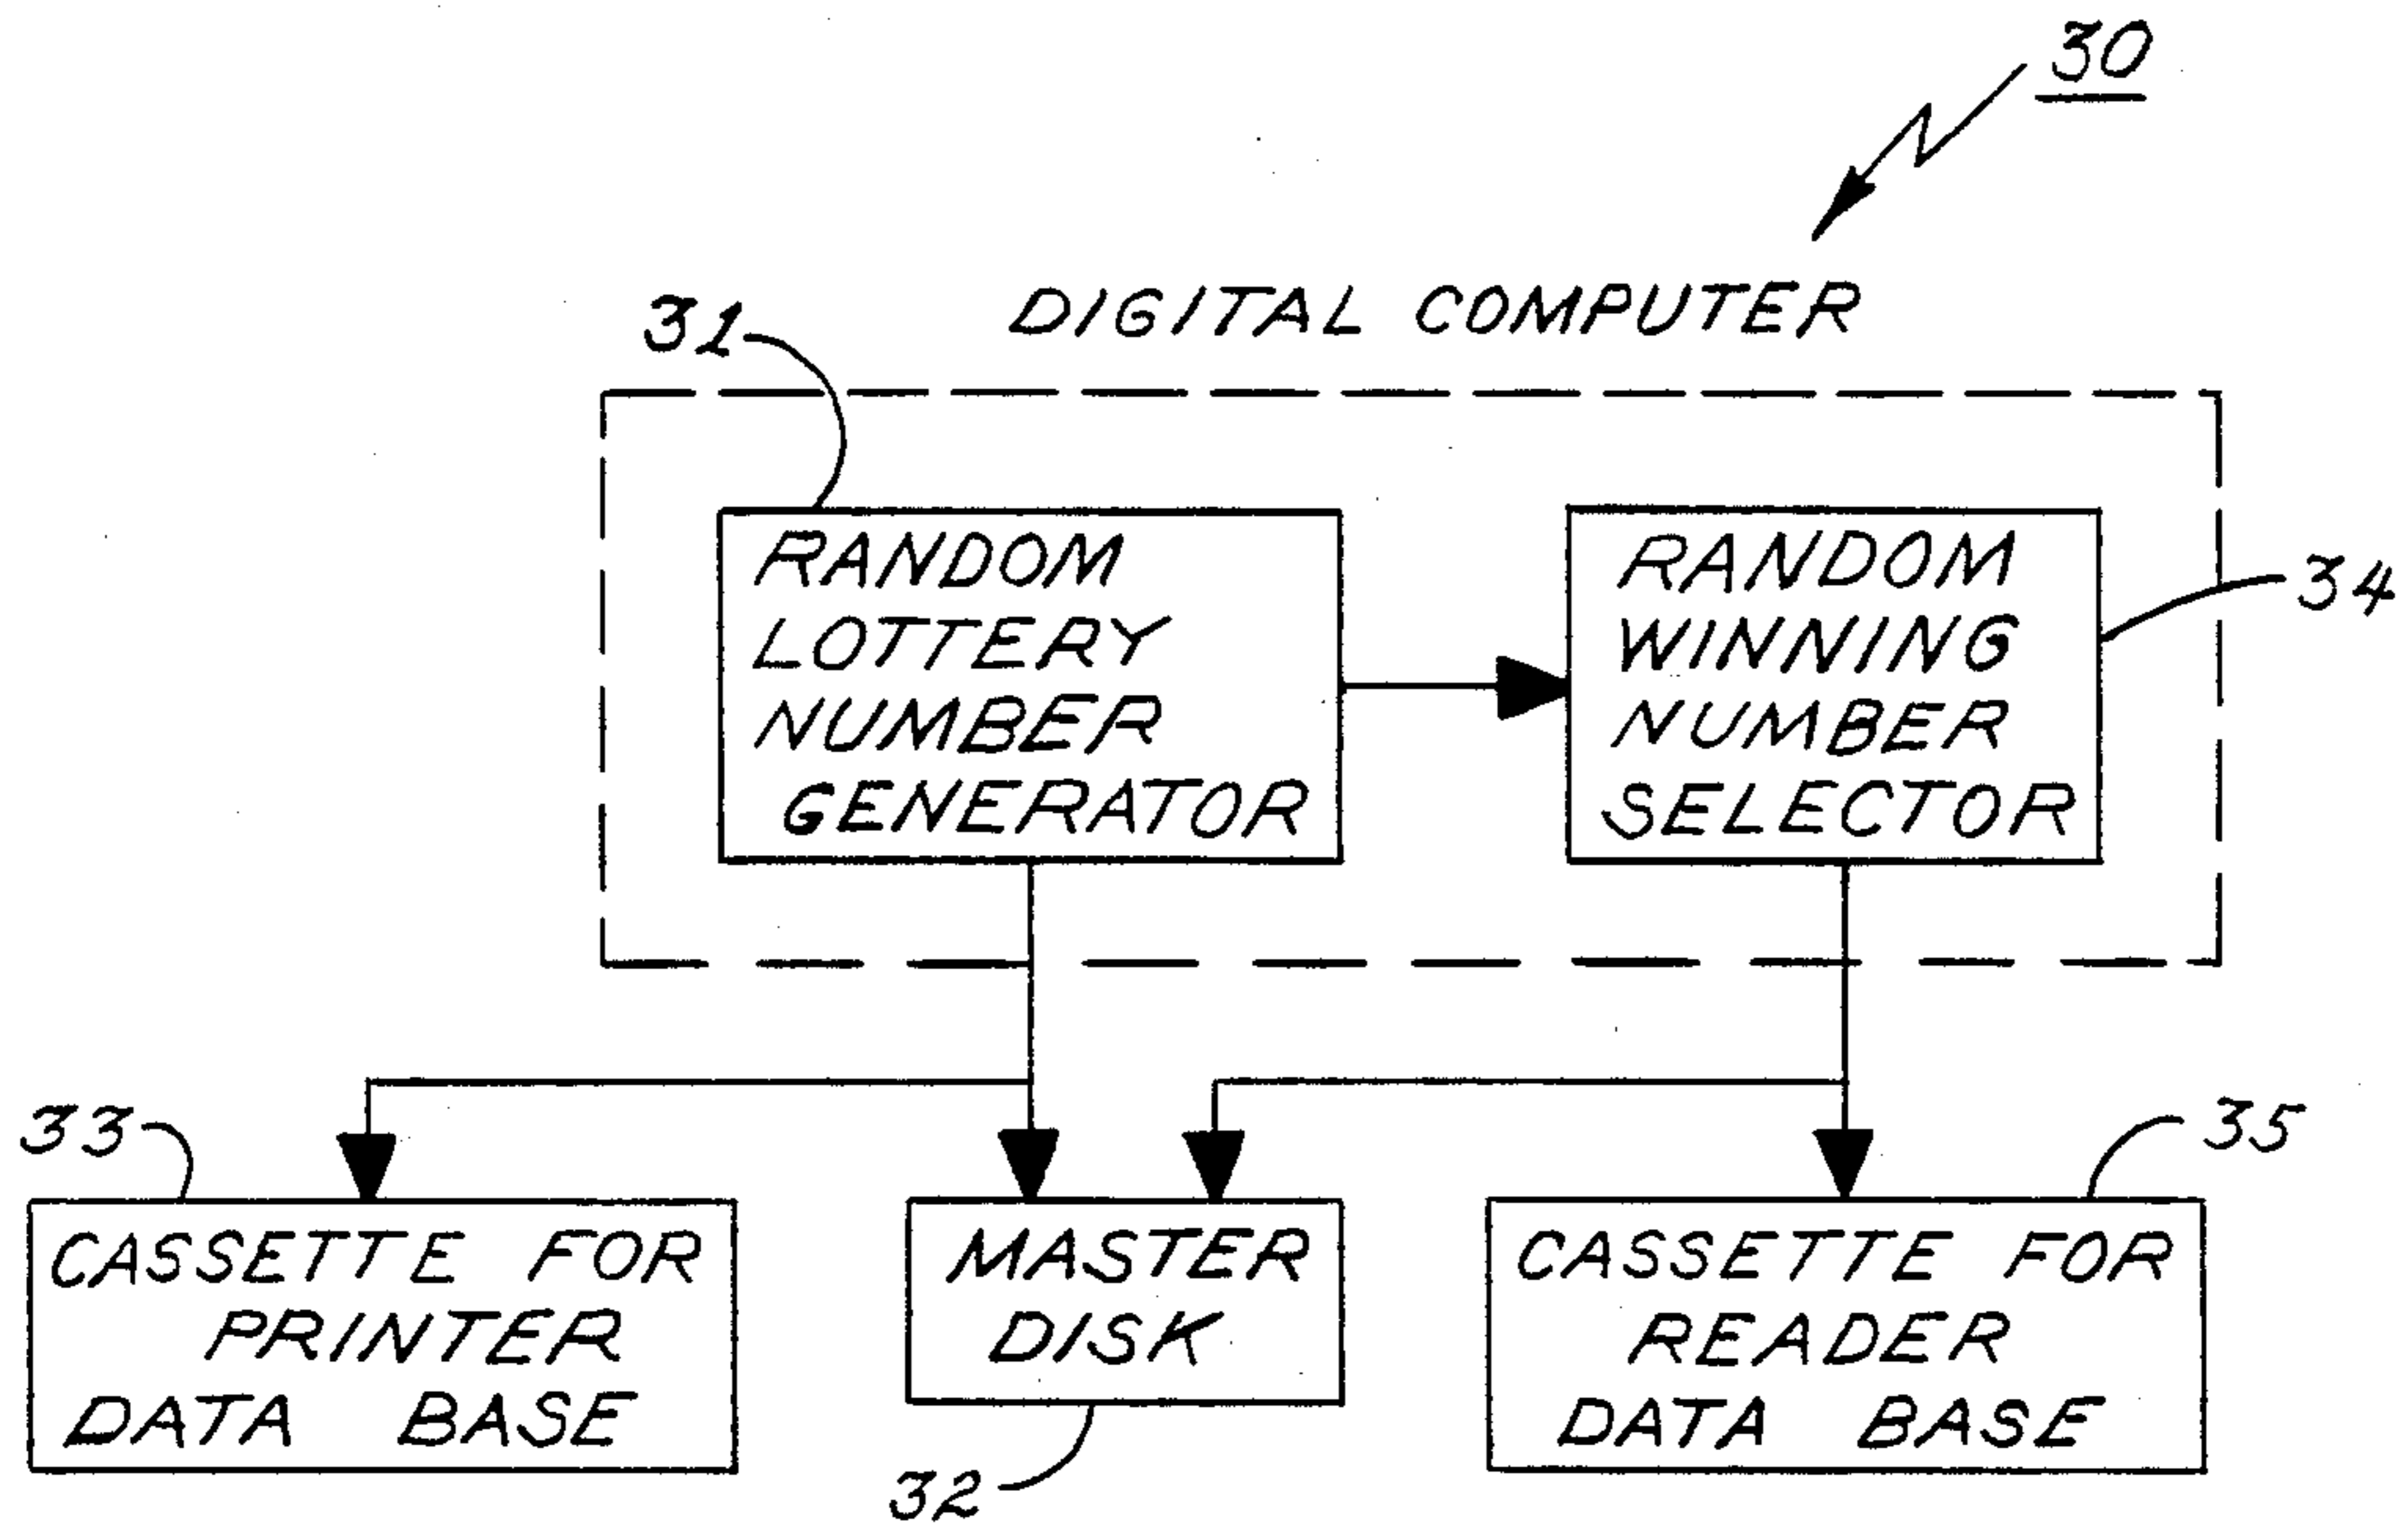 30
DIGITAL COMPUTER
31
RANDOM
LOTTERY
NUMBER
GENERATOR
RANDOM
WINNING
NUMBER
SELECTOR
34
33
CASSETTE FOR
PRINTER
DATA BASE
MASTER
DISK
32
35
CASSETTE FOR
READER
DATA BASE